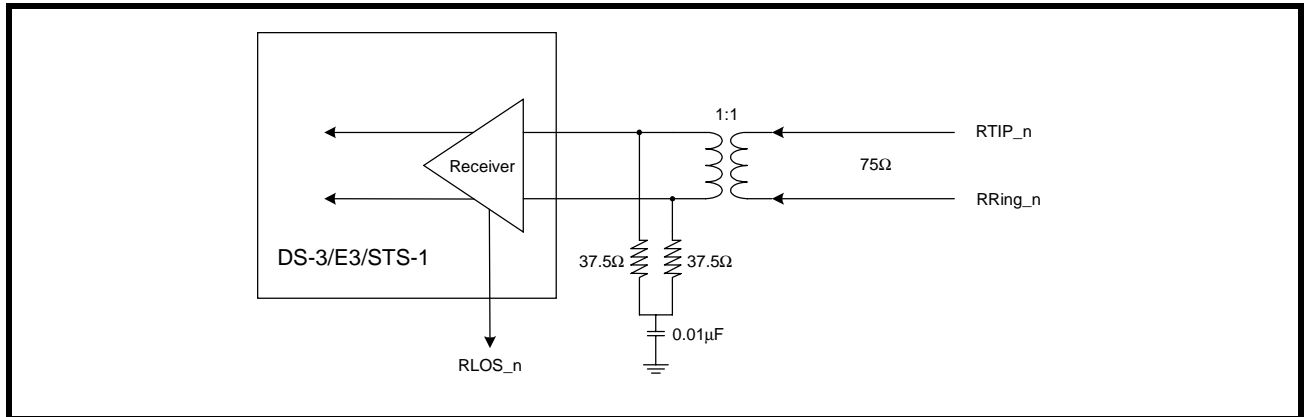 1:1
RTIP_n
Receiver
75Ω
RRing_n
DS-3/E3/STS-1
37.5Ω
37.5Ω
0.01µF
RLOS_n